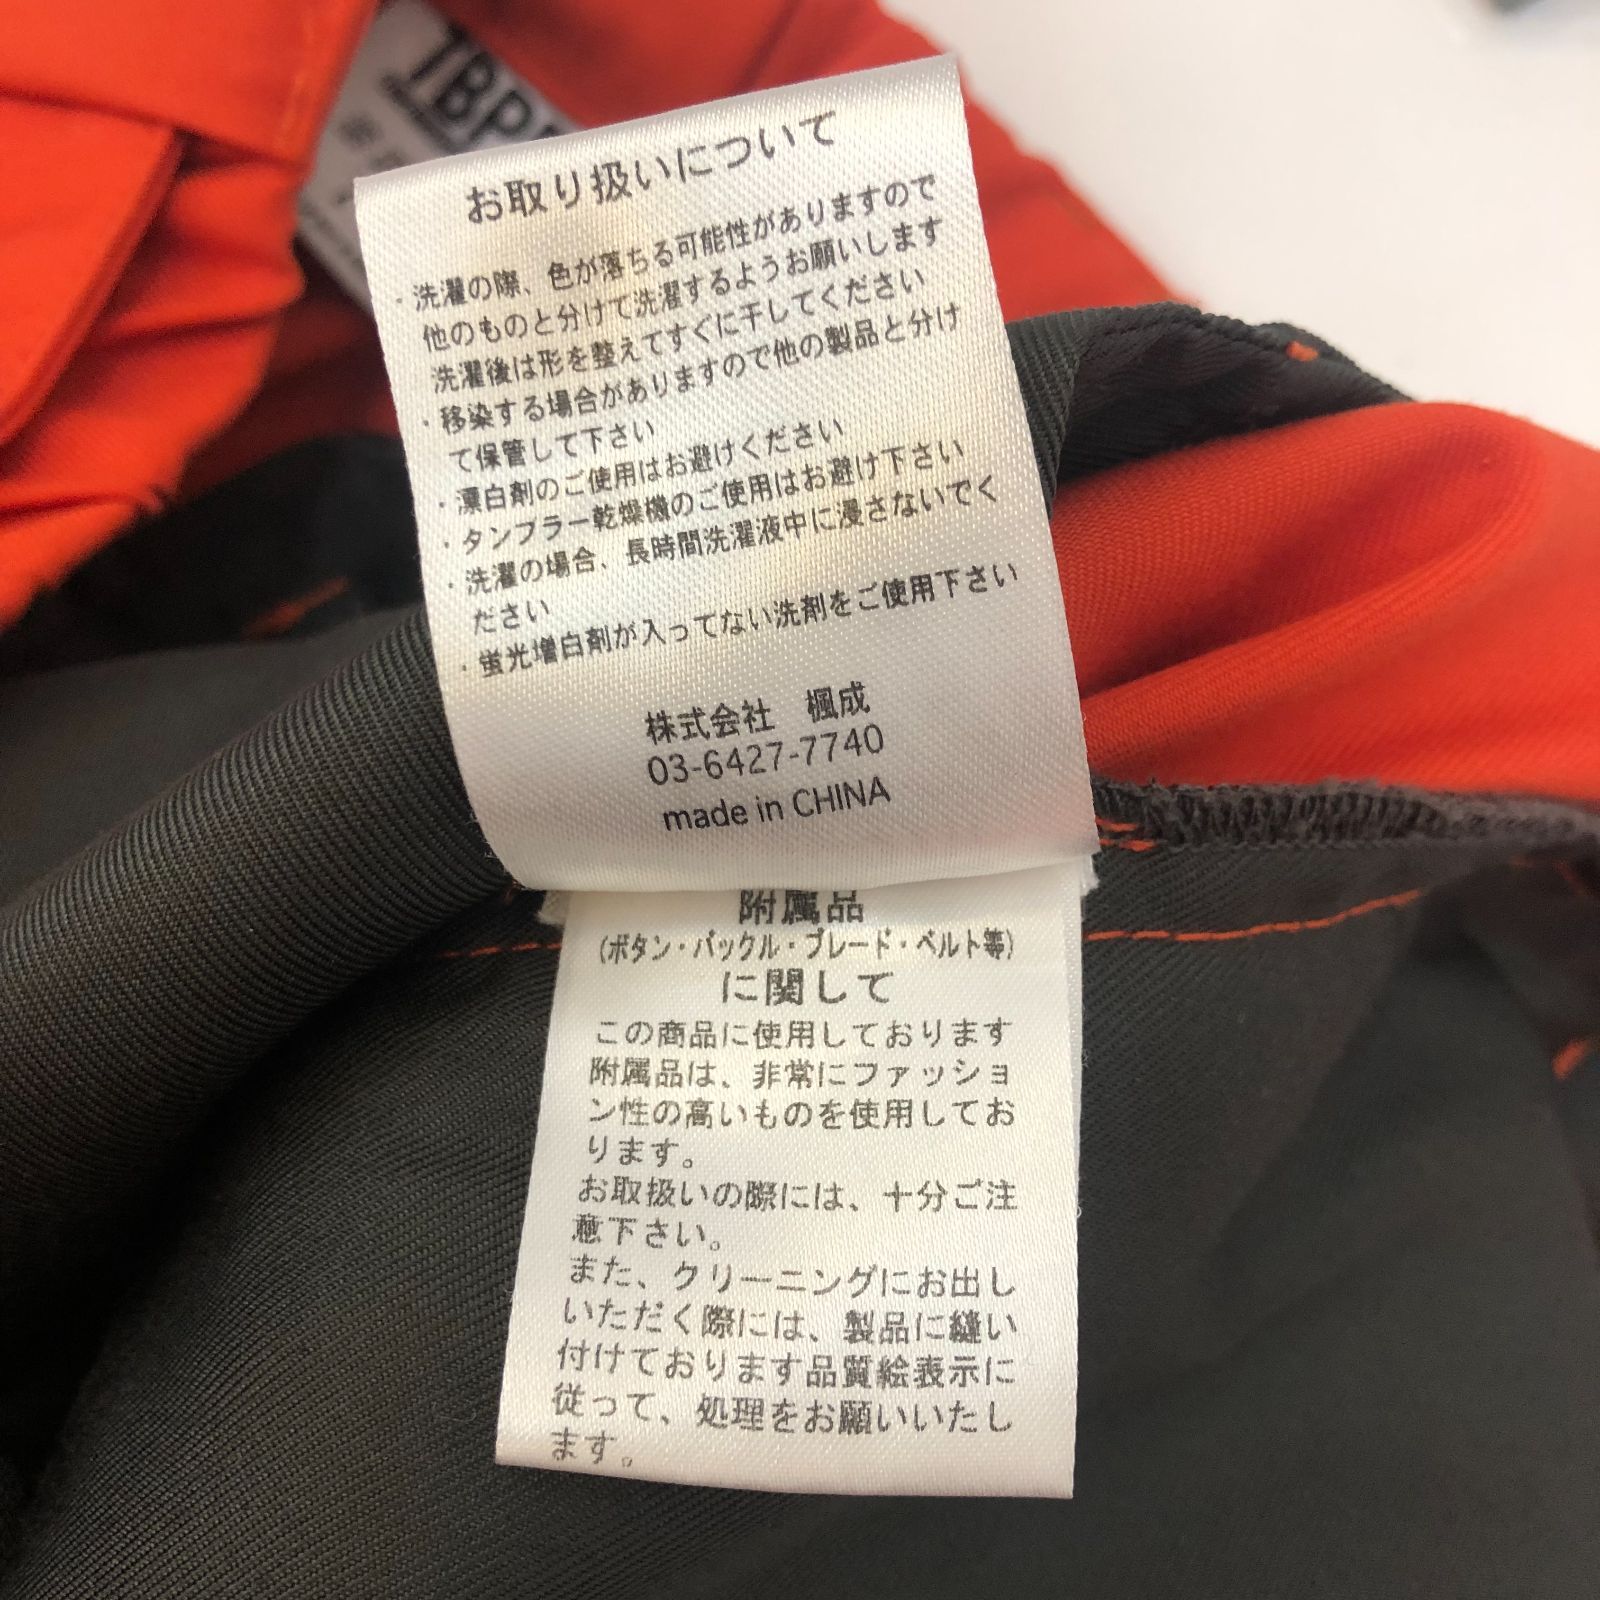 TBP
お取り扱いについて
・洗濯の際、色が落ちる可能性がありますので
他のものと分けて洗濯するようお願いします
洗濯後は形を整えてすぐに干してください
・移染する場合がありますので他の製品と分け
て保管して下さい
・漂白剤のご使用はお避けください
・タンブラー乾燥機のご使用はお避け下さい
・洗濯の場合、長時間洗濯液中に浸さないでく
ださい
・蛍光増白剤が入ってない洗剤をご使用下さい
株式会社 楓成
03-6427-7740
made in CHINA
附属品
(ボタン・バックル・ブレード・ベルト等)
に関して
この商品に使用しております
附属品は、非常にファッショ
ン性の高いものを使用してお
ります。
お取扱いの際には、十分ご注
意下さい。
また、クリーニングにお出し
いただく際には、製品に縫い
付けております品質絵表示に
従って、処理をお願いいたし
ます。